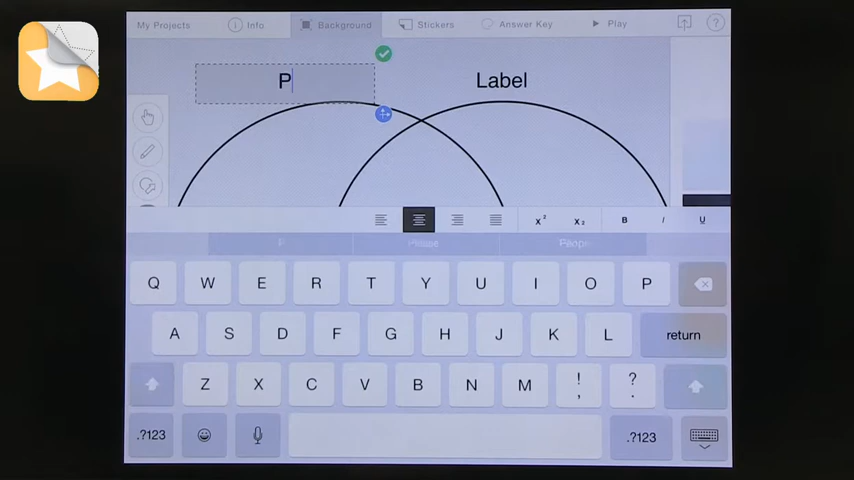 My Projects Info Background Stickers Answer Key Play ?
P Label
x² x₂ B I U
P Please People
Q W E R T Y U I O P
A S D F G H J K L return
Z X C V B N M ! , ? .
.?123 .?123